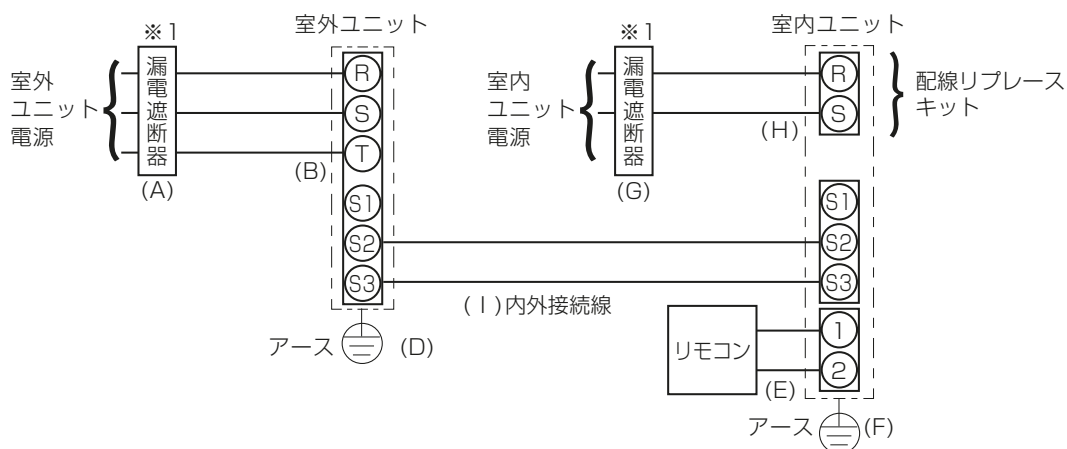 ※1
室外ユニット
室外
ユニット
電源
漏電遮断器
(A)
(B)
R
S
T
S1
S2
S3
アース
(D)
※1
室内ユニット
室内
ユニット
電源
漏電遮断器
(G)
(H)
R
S
配線リプレース
キット
S1
S2
S3
(I)内外接続線
リモコン
(E)
1
2
アース
(F)